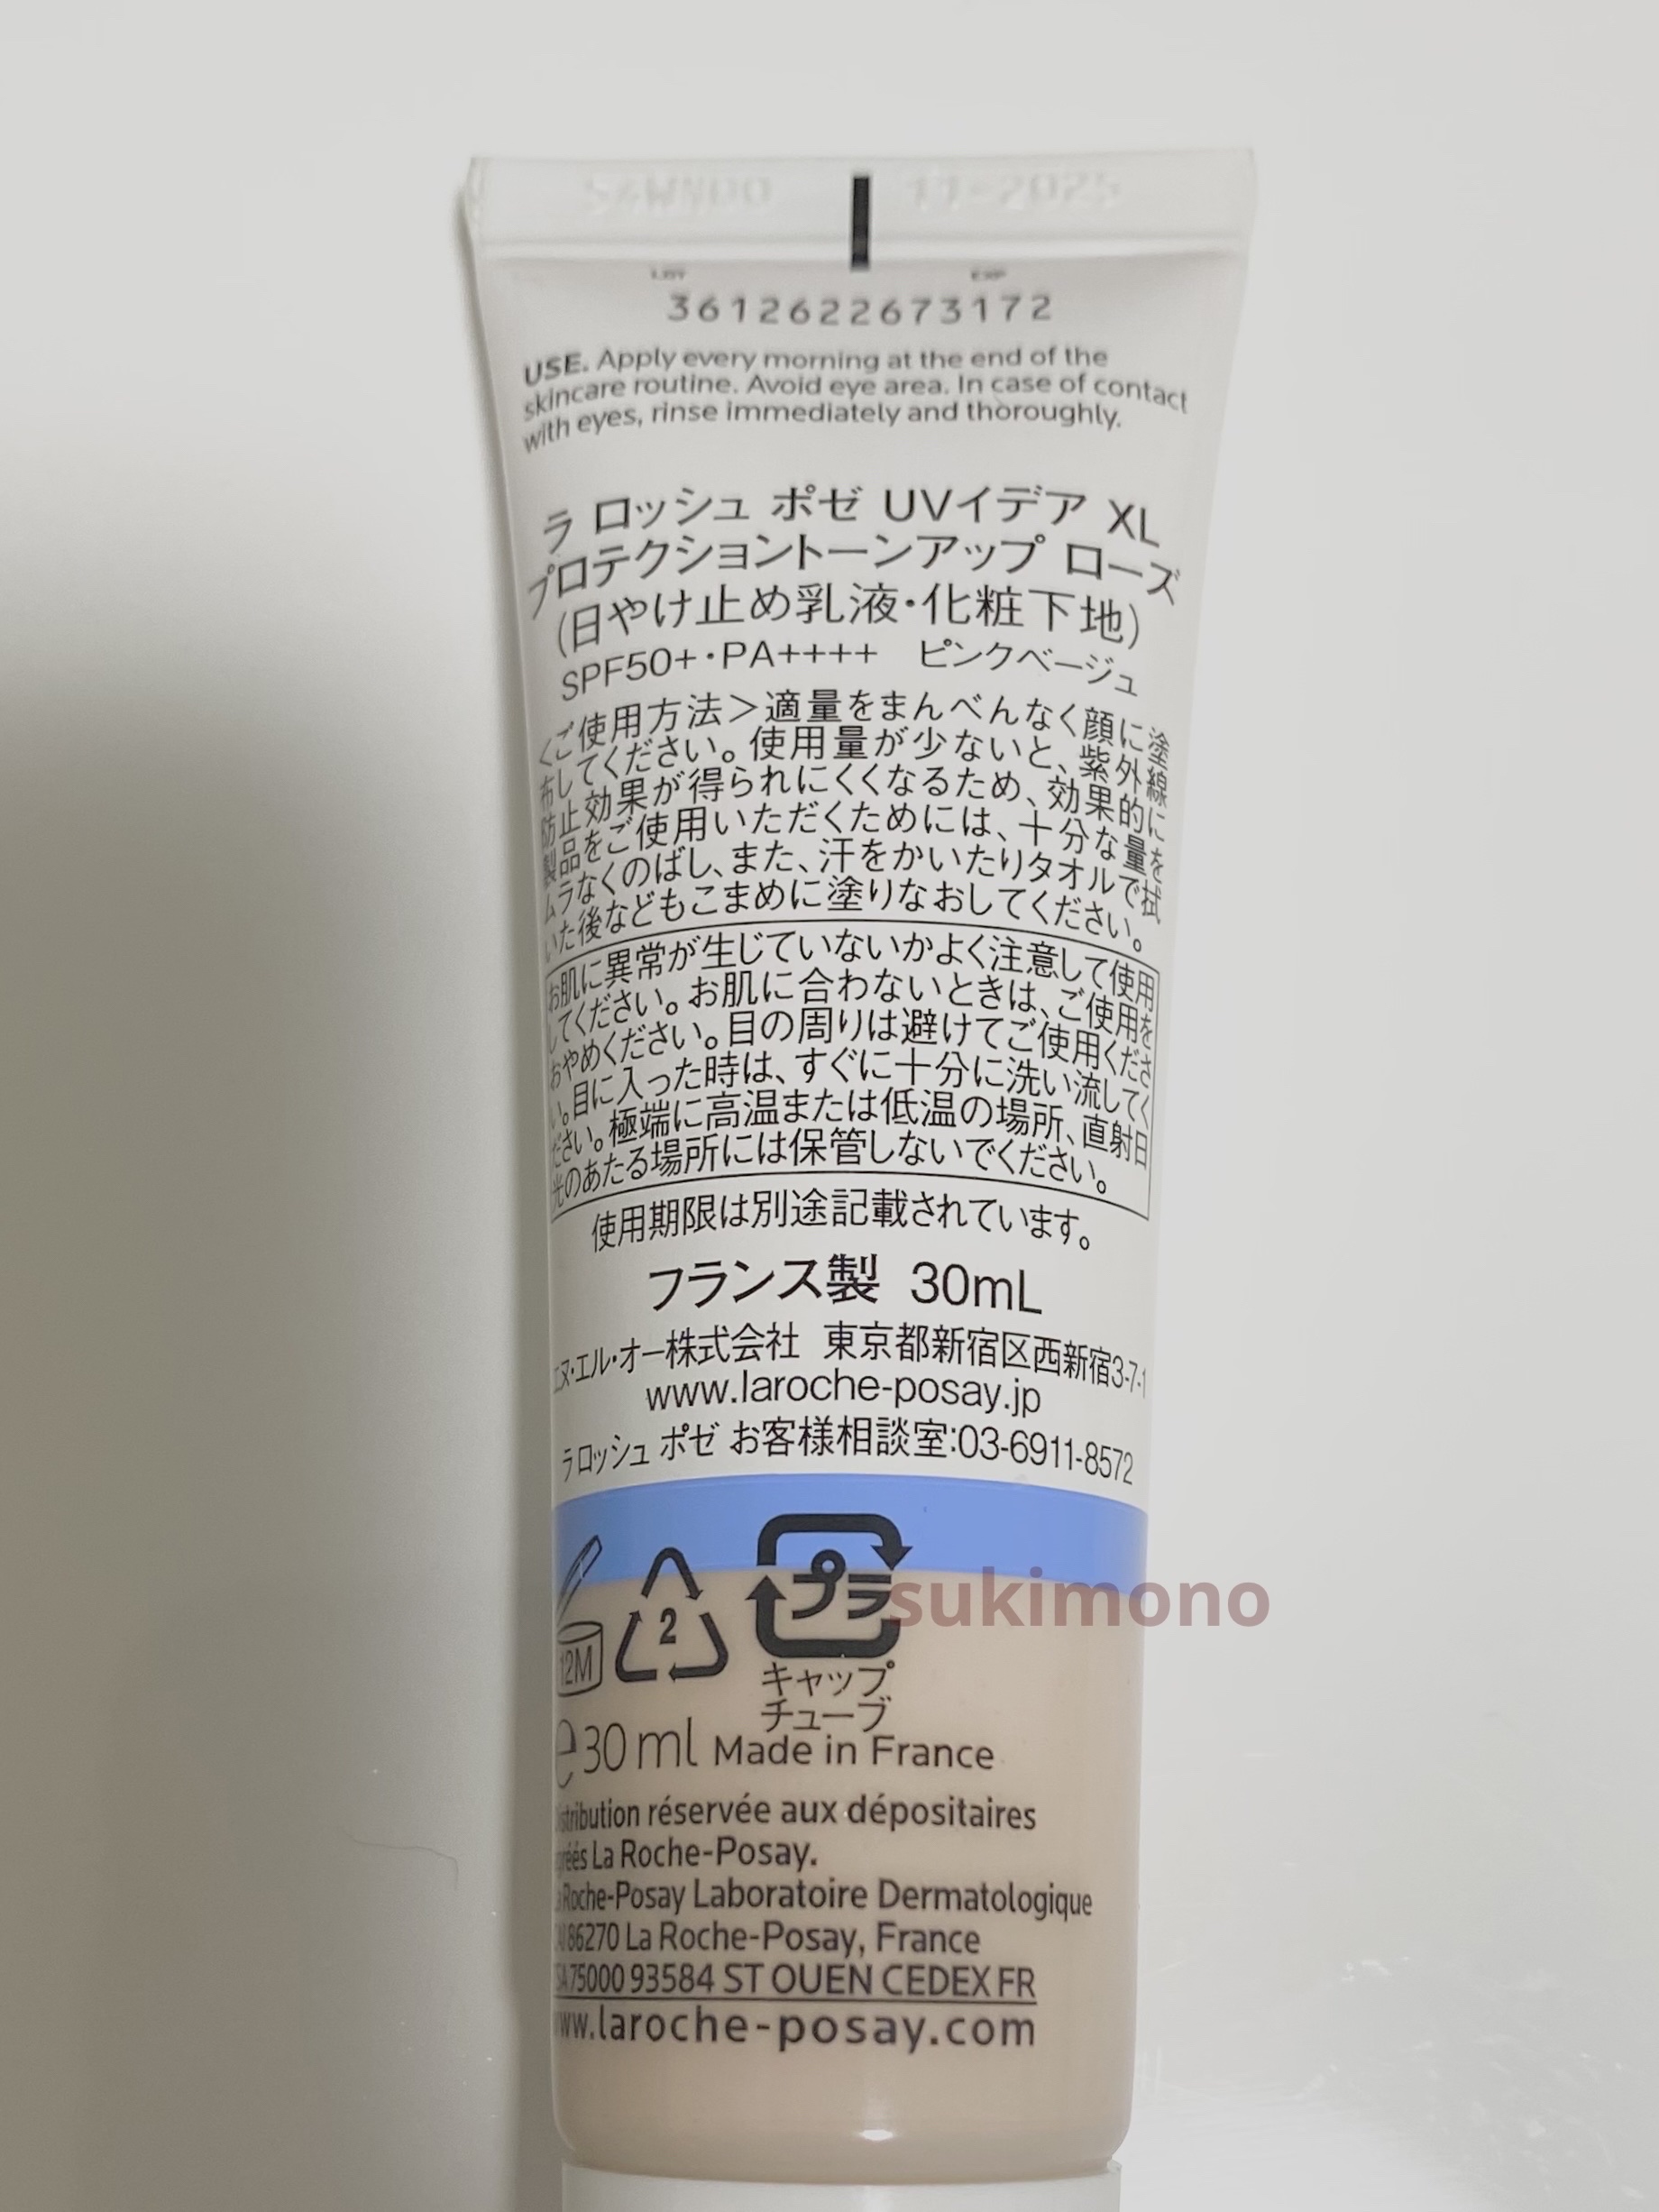 11-2025
LOT EXP
3612622673172
USE. Apply every morning at the end of the
skincare routine. Avoid eye area. In case of contact
with eyes, rinse immediately and thoroughly.
ラ ロッシュ ポゼ UVイデア XL
プロテクショントーンアップ ローズ
(日やけ止め乳液・化粧下地)
SPF50+・PA++++ ピンクベージュ
<ご使用方法>適量をまんべんなく顔に塗
布してください。使用量が少ないと、紫外線
防止効果が得られにくくなるため、効果的に
製品をご使用いただくためには、十分な量を
ムラなくのばし、また、汗をかいたりタオルで拭
いた後などもこまめに塗りなおしてください。
お肌に異常が生じていないかよく注意して使用
してください。お肌に合わないときは、ご使用を
おやめください。目の周りは避けてご使用くださ
い。目に入った時は、すぐに十分に洗い流してく
ださい。極端に高温または低温の場所、直射日
光のあたる場所には保管しないでください。
使用期限は別途記載されています。
フランス製 30mL
エヌ・エル・オー株式会社 東京都新宿区西新宿3-7-1
www.laroche-posay.jp
ラ ロッシュ ポゼ お客様相談室:03-6911-8572
プラ
sukimono
2
12M
キャップ
チューブ
e 30 ml Made in France
distribution réservée aux dépositaires
La Roche-Posay.
Roche-Posay Laboratoire Dermatologique
86270 La Roche-Posay, France
SA 75000 93584 ST OUEN CEDEX FR
www.laroche-posay.com